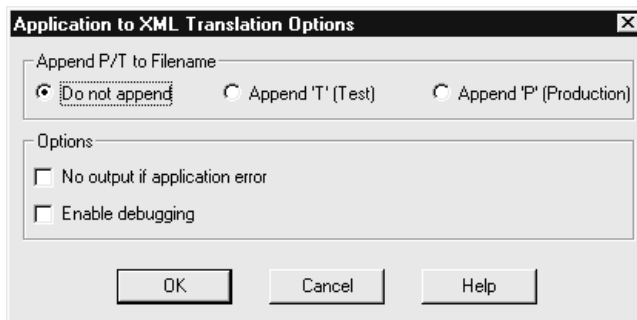 Application to XML Translation Options
Append P/T to Filename
Do not append Append 'T' (Test) Append 'P' (Production)
Options
No output if application error
Enable debugging
OK Cancel Help